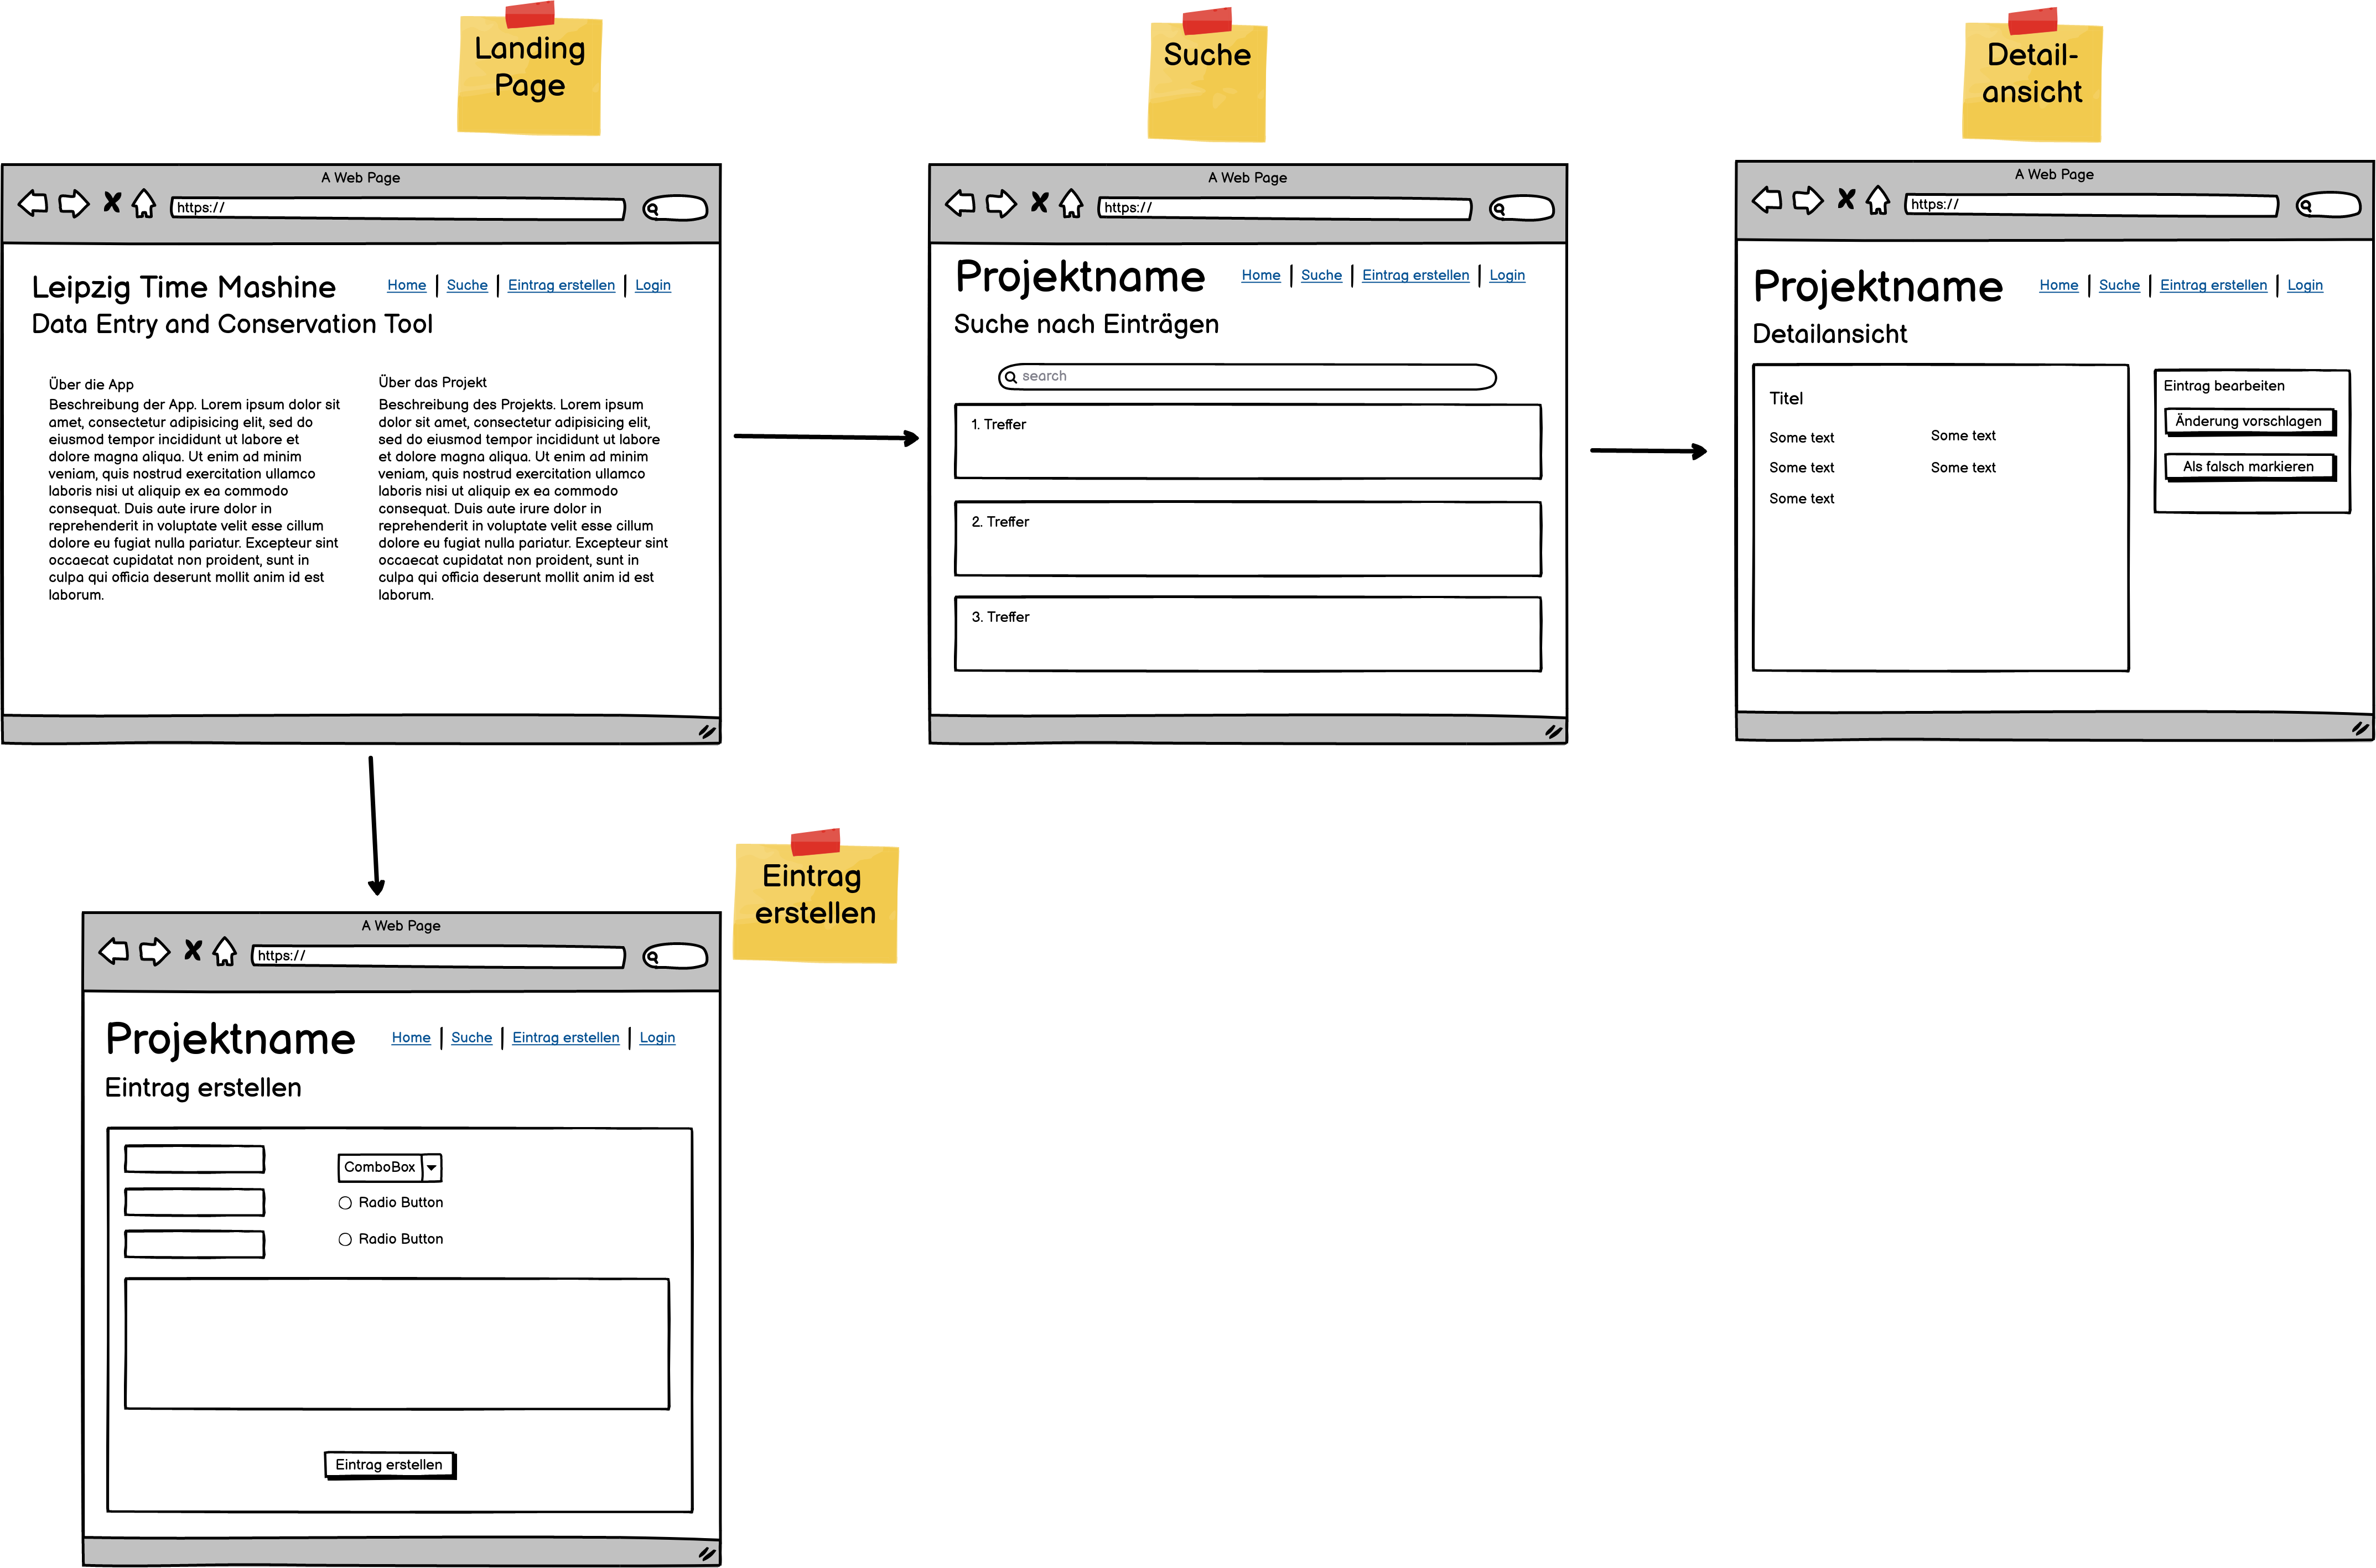 Landing
Page
Suche
Detail-
ansicht
A Web Page
https://
Leipzig Time Mashine
Home | Suche | Eintrag erstellen | Login
Data Entry and Conservation Tool
Über die App
Beschreibung der App. Lorem ipsum dolor sit
amet, consectetur adipisicing elit, sed do
eiusmod tempor incididunt ut labore et
dolore magna aliqua. Ut enim ad minim
veniam, quis nostrud exercitation ullamco
laboris nisi ut aliquip ex ea commodo
consequat. Duis aute irure dolor in
reprehenderit in voluptate velit esse cillum
dolore eu fugiat nulla pariatur. Excepteur sint
occaecat cupidatat non proident, sunt in
culpa qui officia deserunt mollit anim id est
laborum.
Über das Projekt
Beschreibung des Projekts. Lorem ipsum
dolor sit amet, consectetur adipisicing elit,
sed do eiusmod tempor incididunt ut labore
et dolore magna aliqua. Ut enim ad minim
veniam, quis nostrud exercitation ullamco
laboris nisi ut aliquip ex ea commodo
consequat. Duis aute irure dolor in
reprehenderit in voluptate velit esse cillum
dolore eu fugiat nulla pariatur. Excepteur sint
occaecat cupidatat non proident, sunt in
culpa qui officia deserunt mollit anim id est
laborum.
A Web Page
https://
Projektname
Home | Suche | Eintrag erstellen | Login
Suche nach Einträgen
search
1. Treffer
2. Treffer
3. Treffer
A Web Page
https://
Projektname
Home | Suche | Eintrag erstellen | Login
Detailansicht
Titel
Some text
Some text
Some text
Some text
Some text
Eintrag bearbeiten
Änderung vorschlagen
Als falsch markieren
Eintrag
erstellen
A Web Page
https://
Projektname
Home | Suche | Eintrag erstellen | Login
Eintrag erstellen
ComboBox
Radio Button
Radio Button
Eintrag erstellen